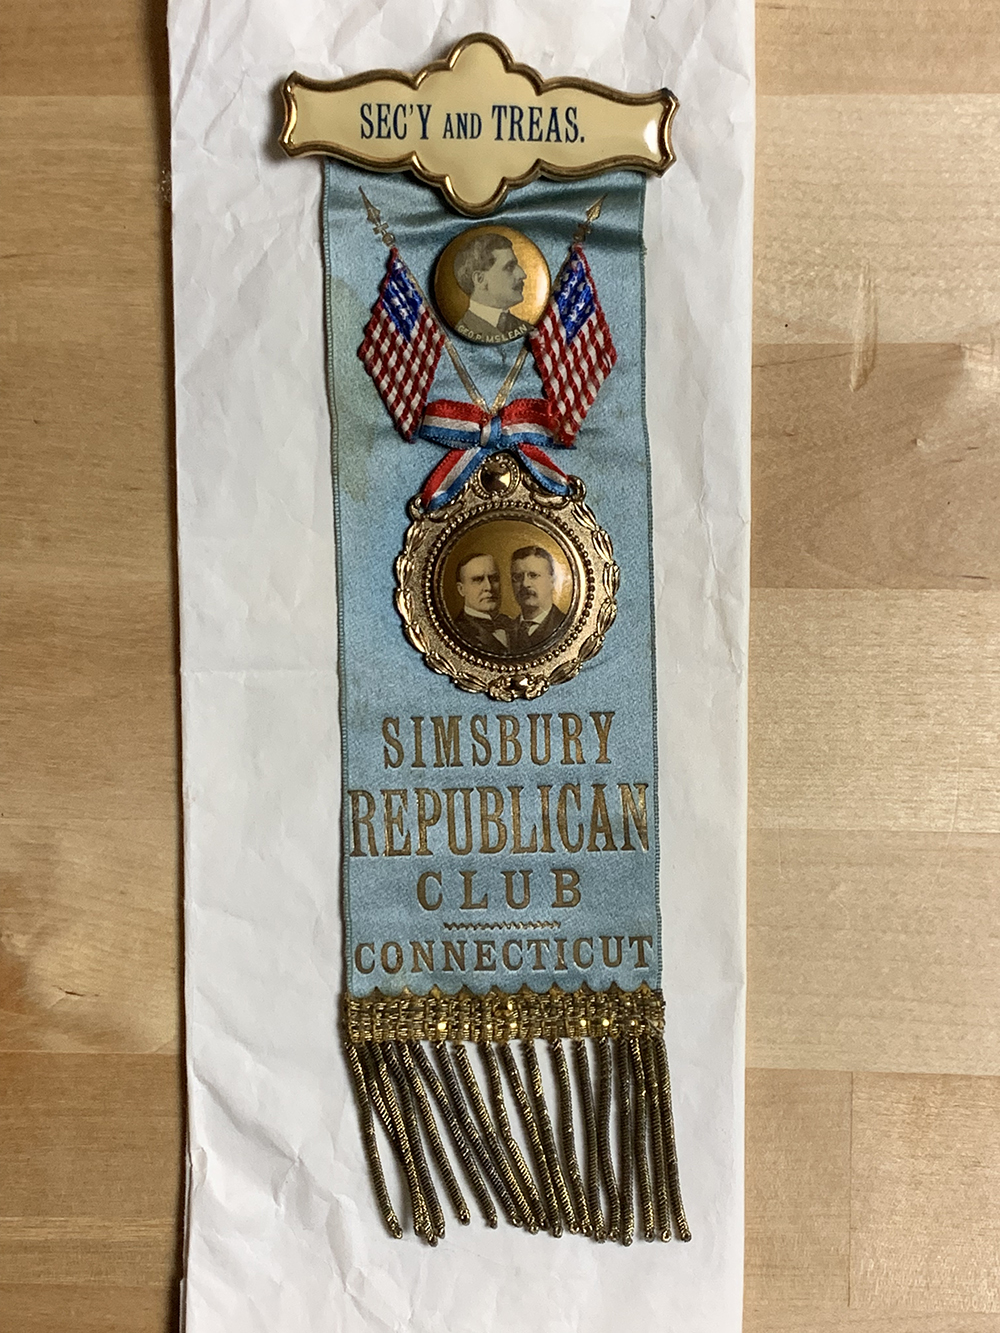 SEC'Y AND TREAS.
GEO. P. McLEAN
SIMSBURY
REPUBLICAN
CLUB
CONNECTICUT